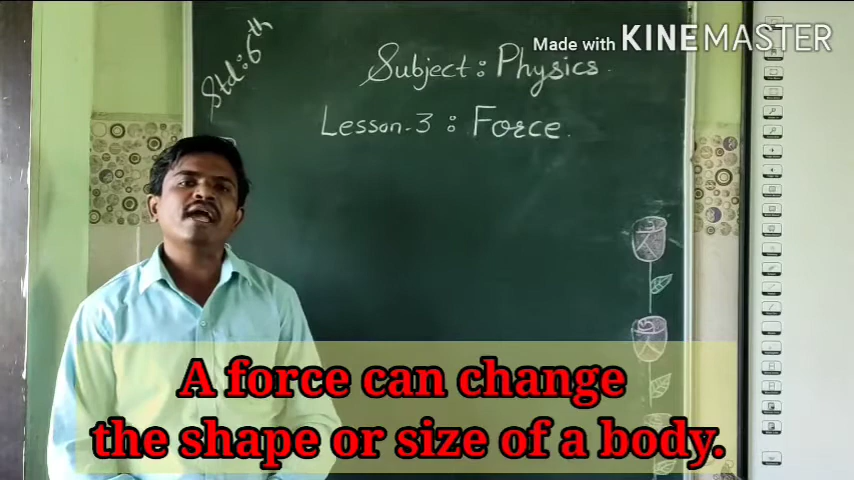 Made with KINEMASTER
Std: 6th
Subject: Physics.
Lesson-3: Force.
A force can change
the shape or size of a body.